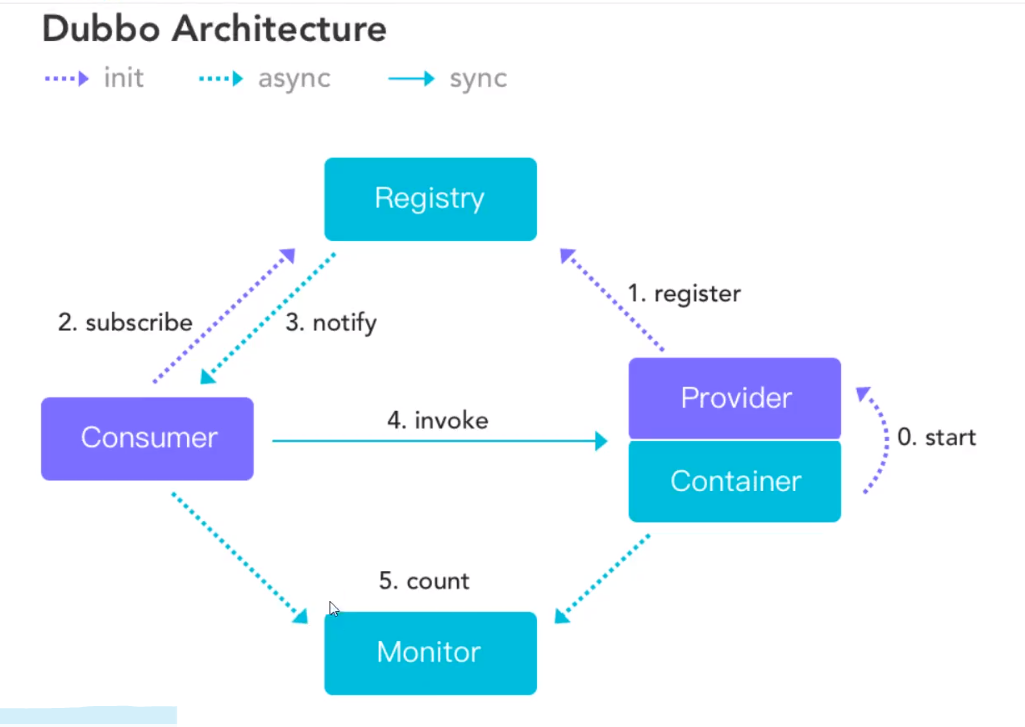 Dubbo Architecture
init async sync
Registry
1. register
2. subscribe 3. notify
Provider
4. invoke
Consumer
0. start
Container
5. count
Monitor